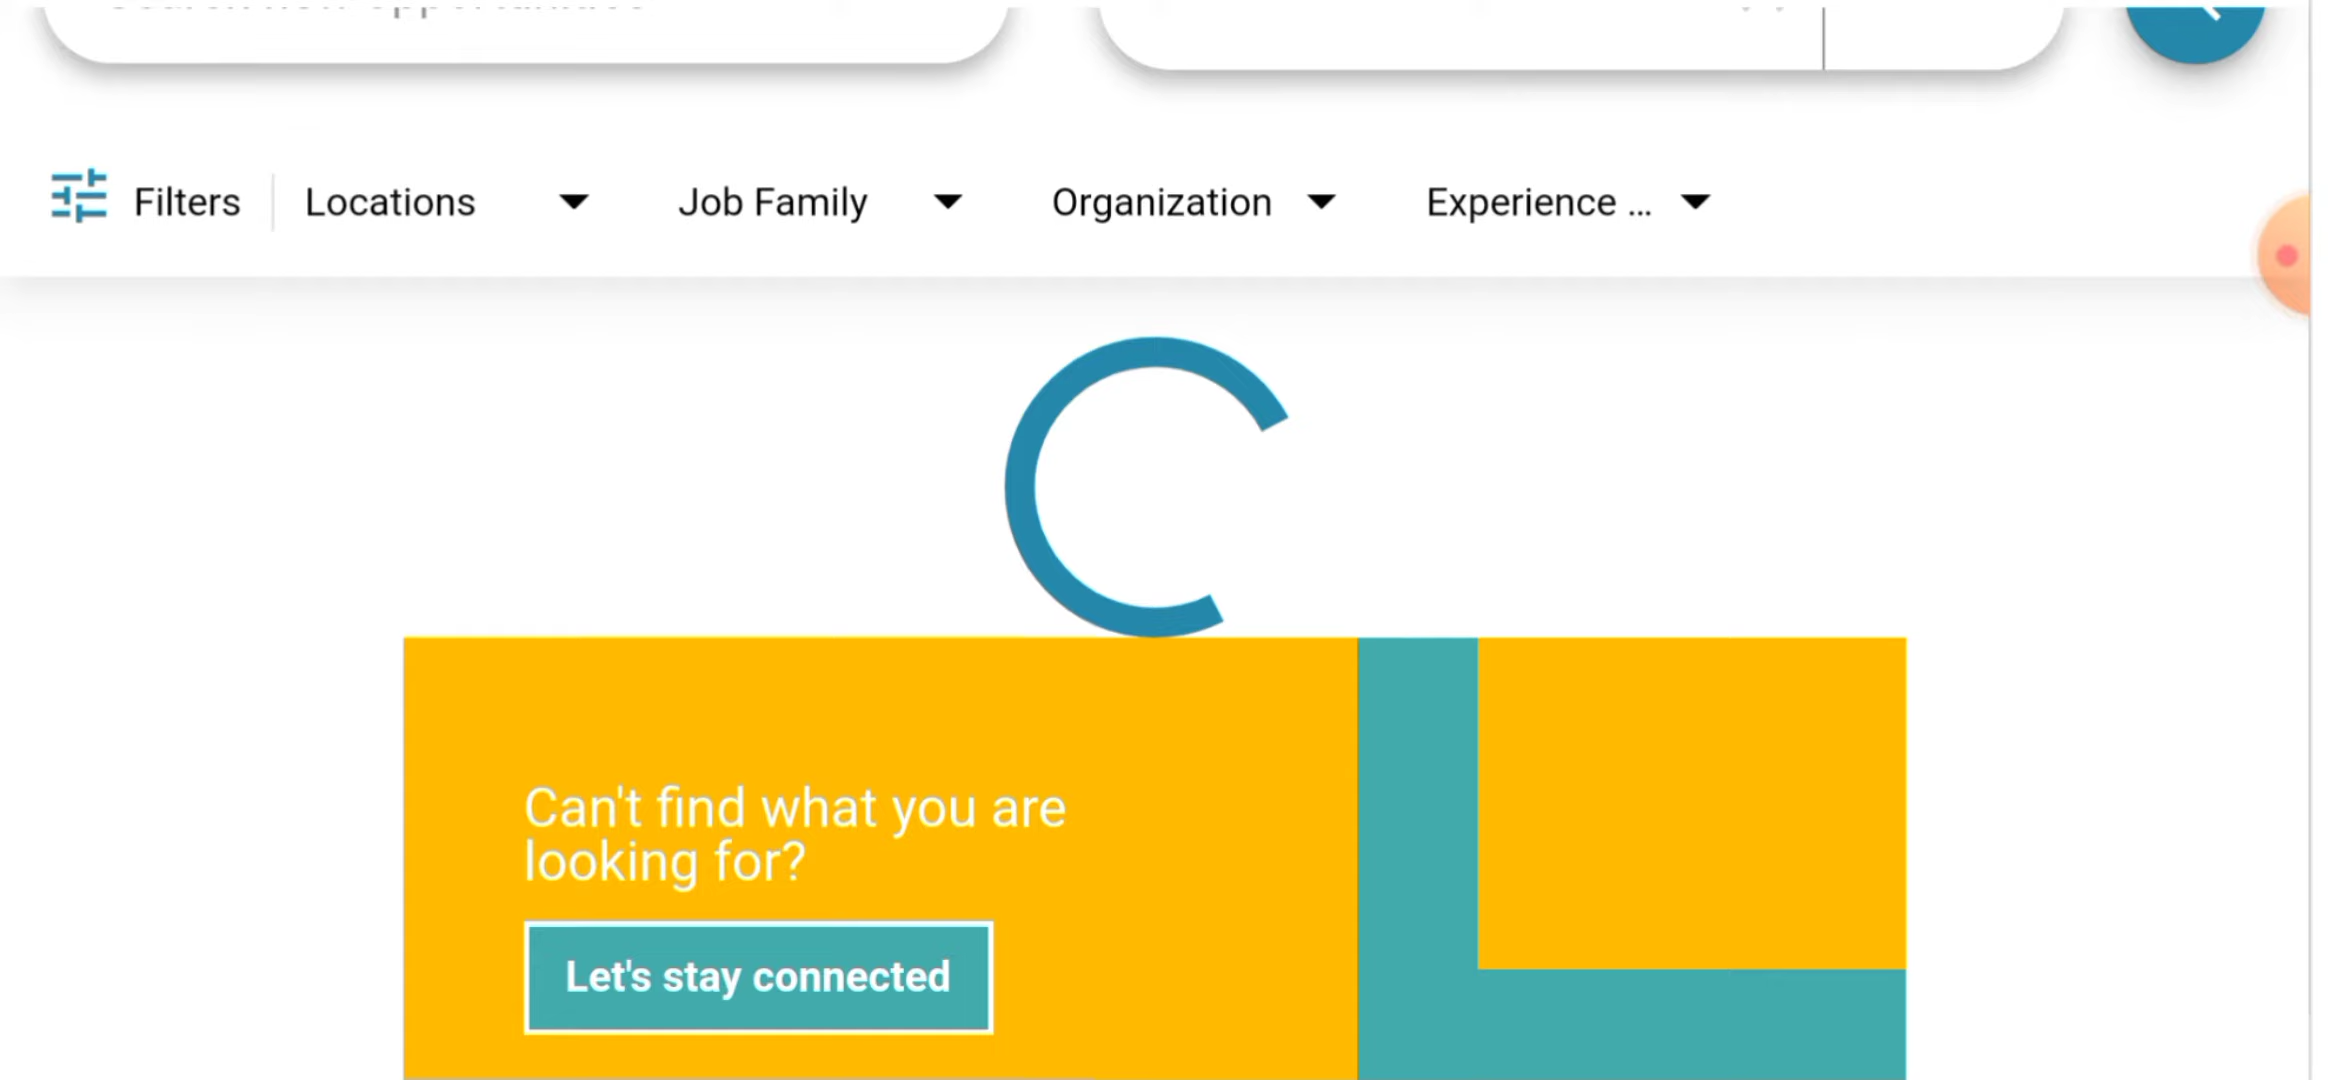 Filters
Locations
Job Family
Organization
Experience ...
Can't find what you are
looking for?
Let's stay connected